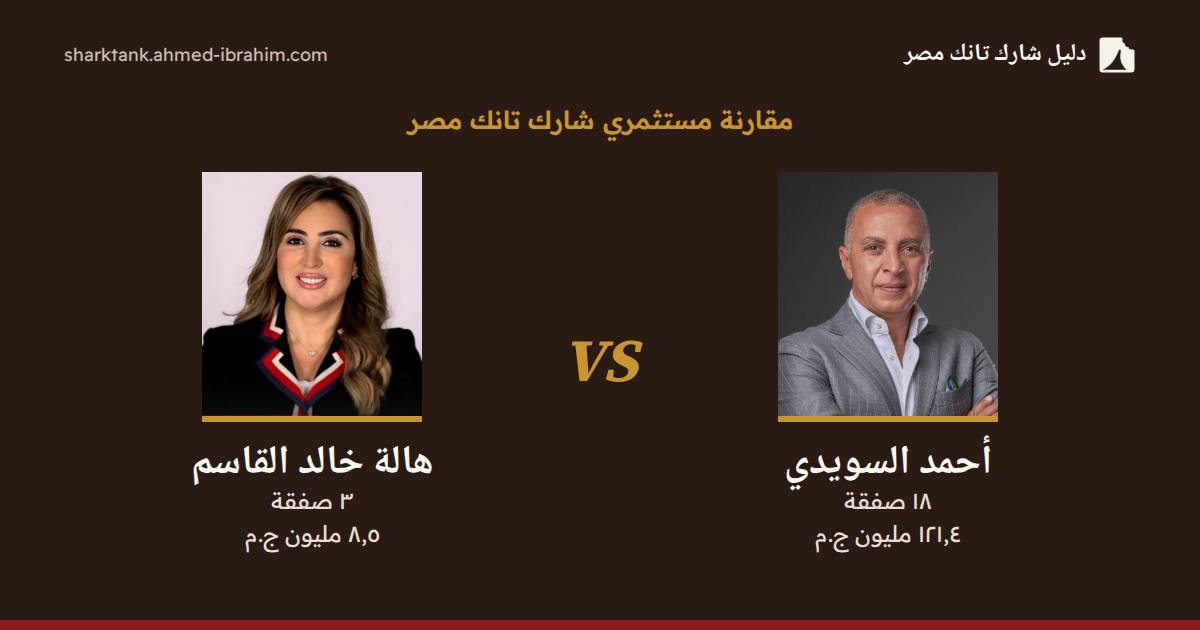 دليل شارك تانك مصر
sharktank.ahmed-ibrahim.com
مقارنة مستثمري شارك تانك مصر
أحمد السويدي
١٨ صفقة
١٢١,٤ مليون ج.م
VS
هالة خالد القاسم
٣ صفقة
٨,٥ مليون ج.م